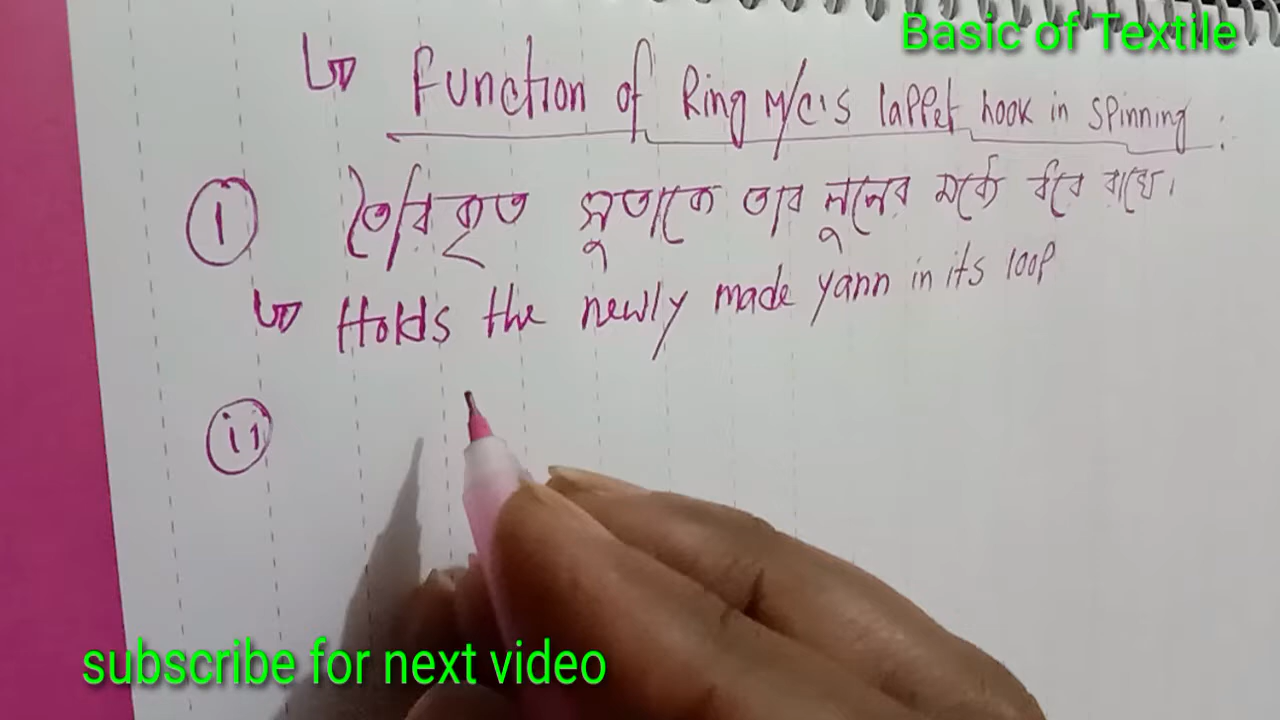 Basic of Textile
Function of Ring M/C's lappet hook in spinning :
i তৈরিকৃত সুতাকে তার লুপের মধ্যে ধরে রাখে।
Holds the newly made yarn in its loop
ii
subscribe for next video